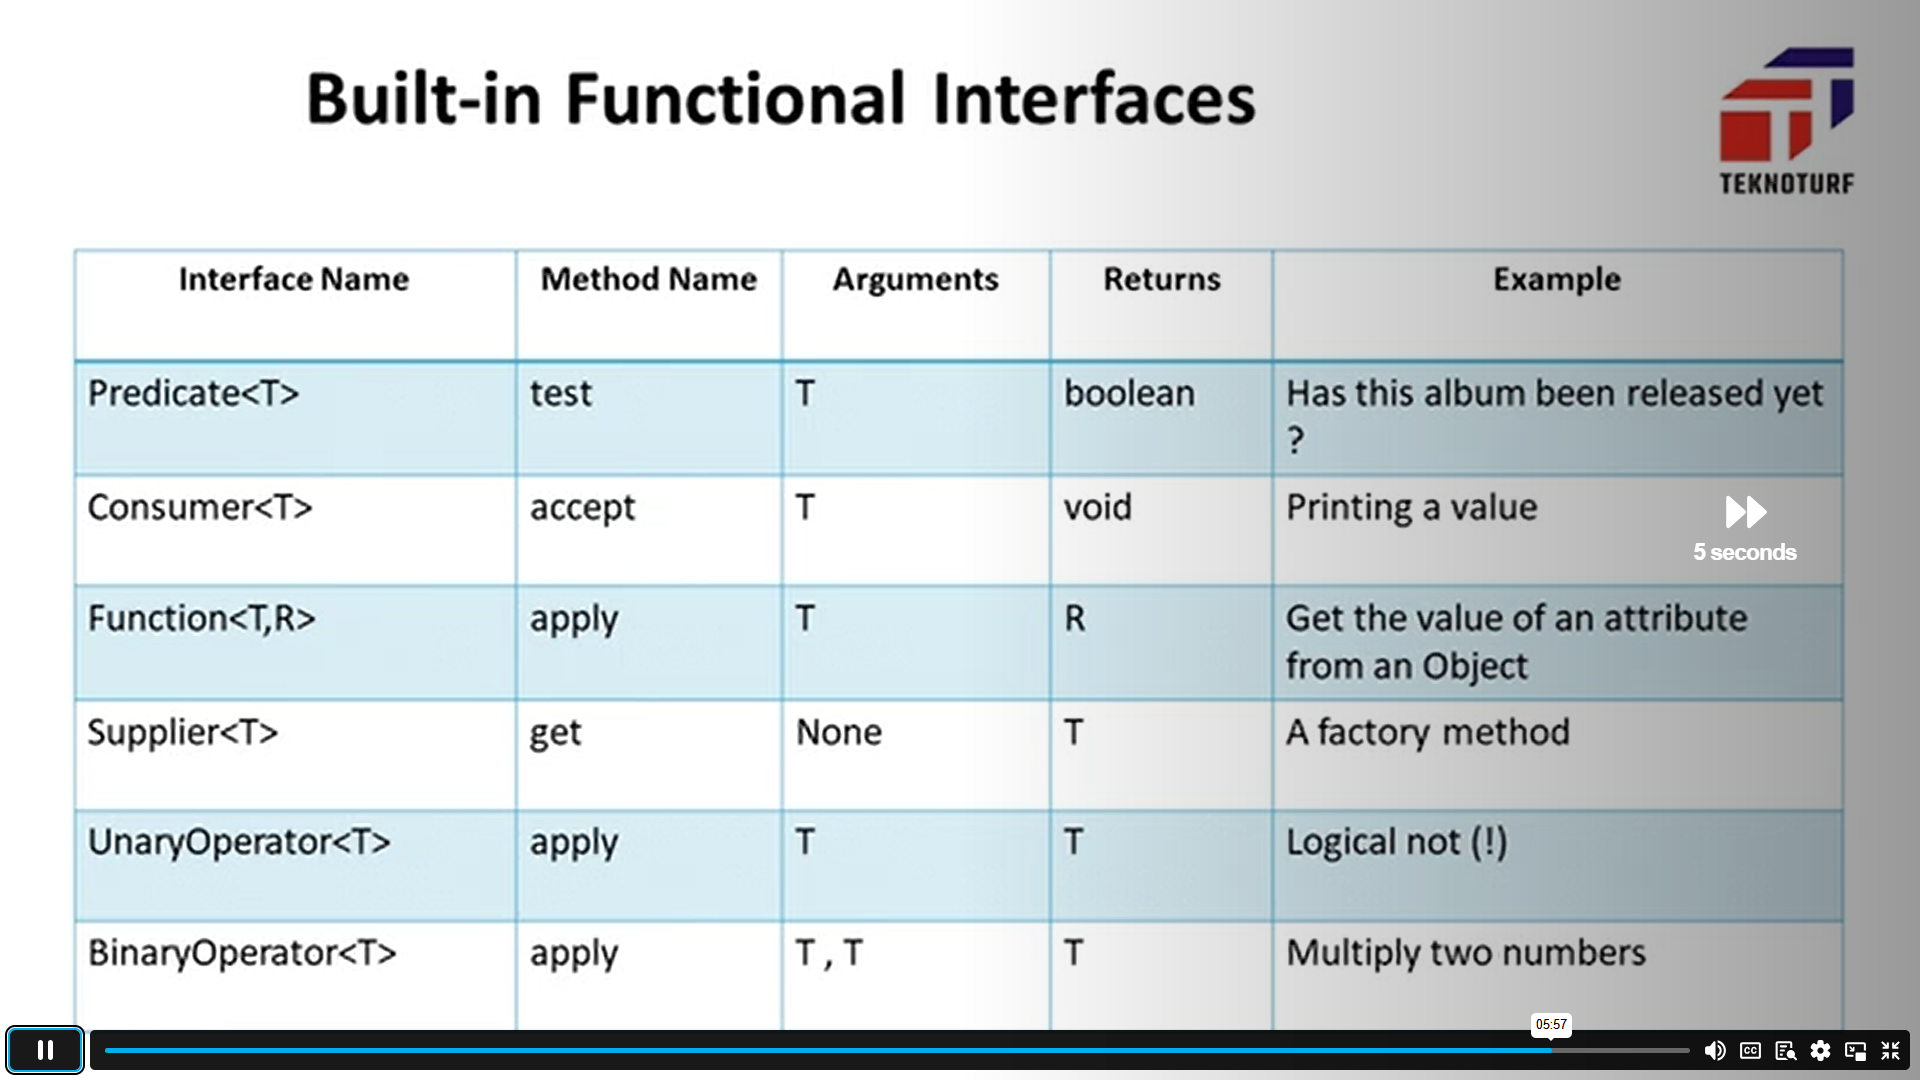 Built-in Functional Interfaces
TEKNOTURF
Interface Name Method Name Arguments Returns Example
Predicate<T> test T boolean Has this album been released yet
?
Consumer<T> accept T void Printing a value
5 seconds
Function<T,R> apply T R Get the value of an attribute
from an Object
Supplier<T> get None T A factory method
UnaryOperator<T> apply T T Logical not (!)
BinaryOperator<T> apply T , T T Multiply two numbers
05:57
CC